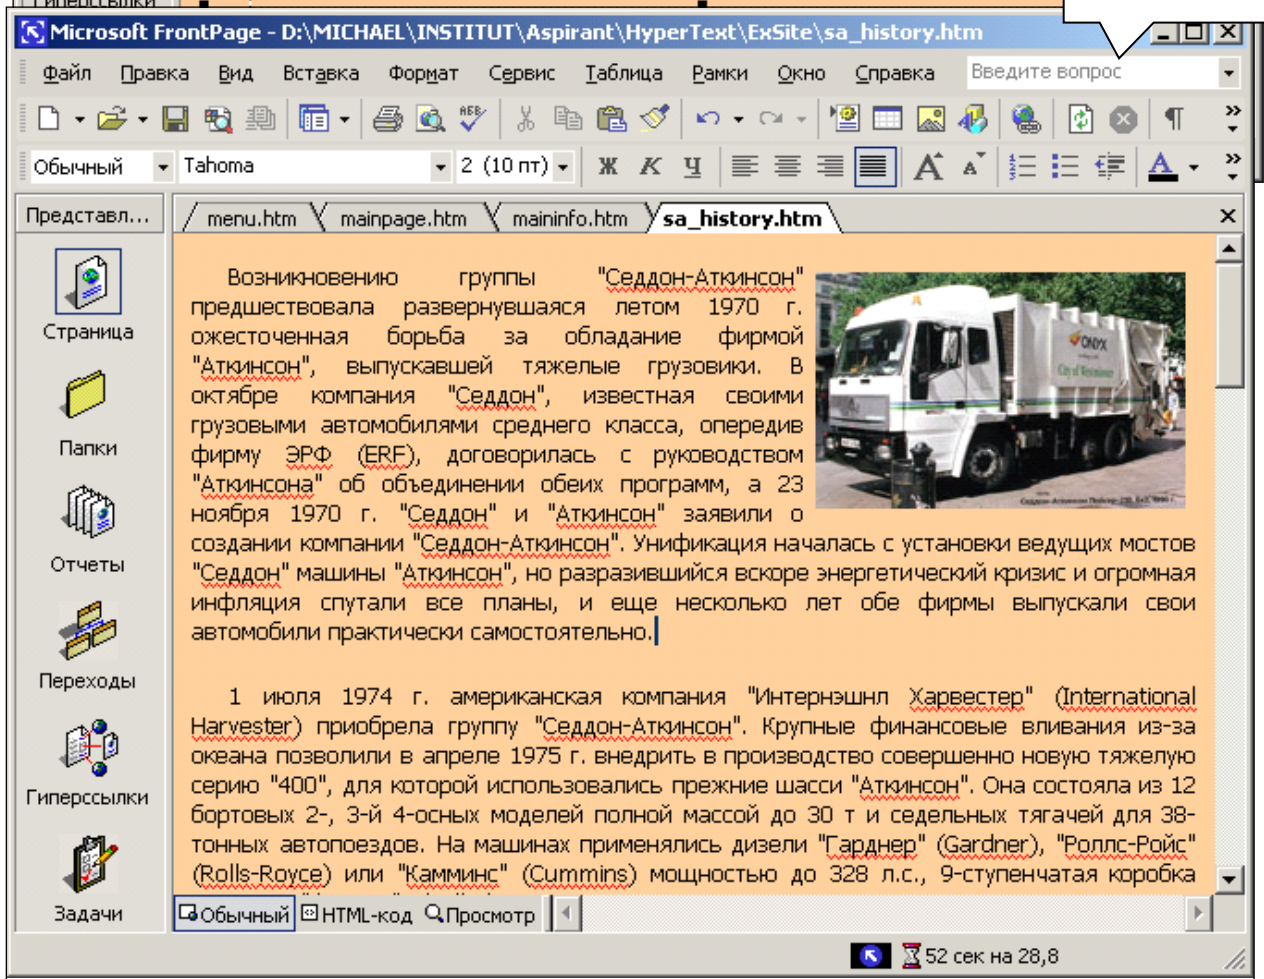 Гиперссылки
Microsoft FrontPage - D:\MICHAEL\INSTITUT\Aspirant\HyperText\ExSite\sa_history.htm
Файл Правка Вид Вставка Формат Сервис Таблица Рамки Окно Справка Введите вопрос
Обычный Tahoma 2 (10 пт) Ж К Ч A A A
Представл... menu.htm mainpage.htm maininfo.htm sa_history.htm
Страница
Папки
Отчеты
Переходы
Гиперссылки
Задачи
Возникновению группы "Седдон-Аткинсон"
предшествовала развернувшаяся летом 1970 г.
ожесточенная борьба за обладание фирмой
"Аткинсон", выпускавшей тяжелые грузовики. В
октябре компания "Седдон", известная своими
грузовыми автомобилями среднего класса, опередив
фирму ЭРФ (ERF), договорилась с руководством
"Аткинсона" об объединении обеих программ, а 23
ноября 1970 г. "Седдон" и "Аткинсон" заявили о
создании компании "Седдон-Аткинсон". Унификация началась с установки ведущих мостов
"Седдон" машины "Аткинсон", но разразившийся вскоре энергетический кризис и огромная
инфляция спутали все планы, и еще несколько лет обе фирмы выпускали свои
автомобили практически самостоятельно.
ONYX
City of Westminster
1 июля 1974 г. американская компания "Интернэшнл Харвестер" (International
Harvester) приобрела группу "Седдон-Аткинсон". Крупные финансовые вливания из-за
океана позволили в апреле 1975 г. внедрить в производство совершенно новую тяжелую
серию "400", для которой использовались прежние шасси "Аткинсон". Она состояла из 12
бортовых 2-, 3-й 4-осных моделей полной массой до 30 т и седельных тягачей для 38-
тонных автопоездов. На машинах применялись дизели "Гарднер" (Gardner), "Роллс-Ройс"
(Rolls-Royce) или "Камминс" (Cummins) мощностью до 328 л.с., 9-ступенчатая коробка
Обычный HTML-код Просмотр
52 сек на 28,8